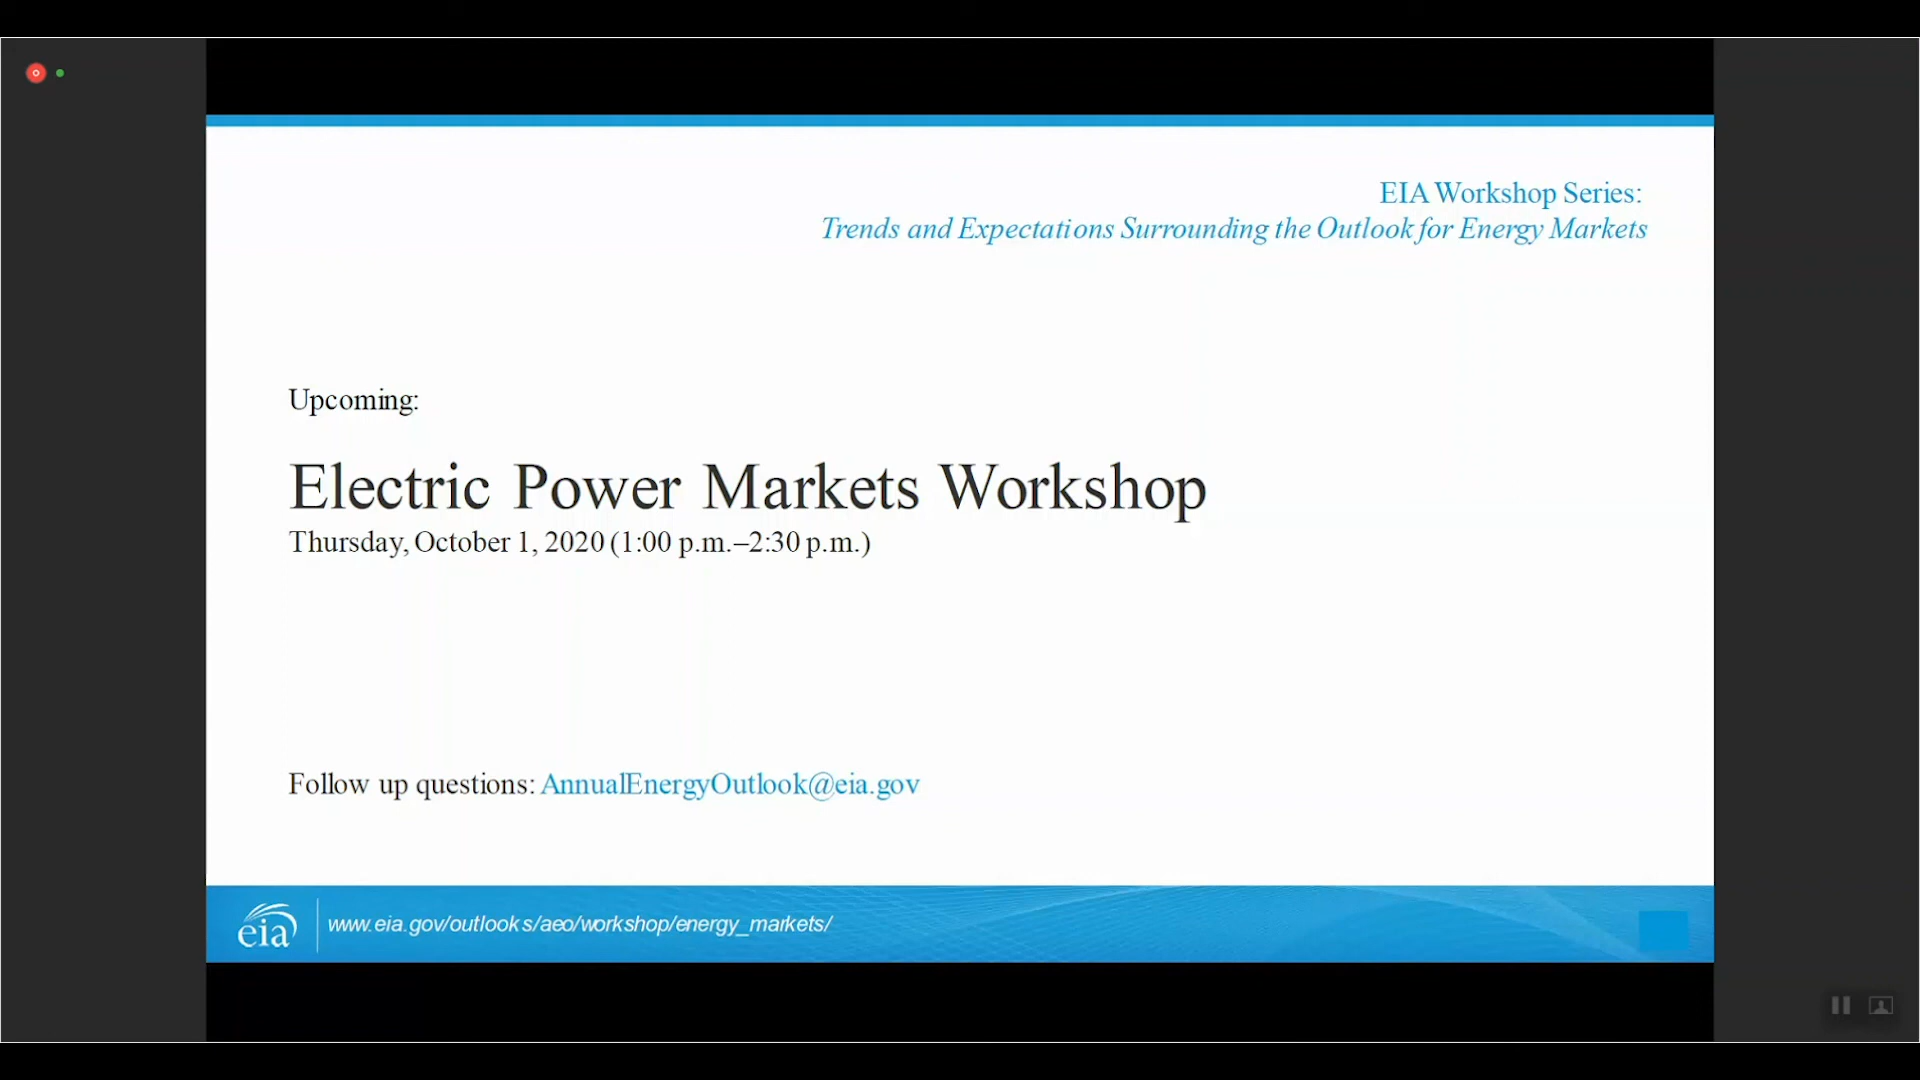 EIA Workshop Series:
Trends and Expectations Surrounding the Outlook for Energy Markets
Upcoming:
Electric Power Markets Workshop
Thursday, October 1, 2020 (1:00 p.m.–2:30 p.m.)
Follow up questions: AnnualEnergyOutlook@eia.gov
eia
www.eia.gov/outlooks/aeo/workshop/energy_markets/